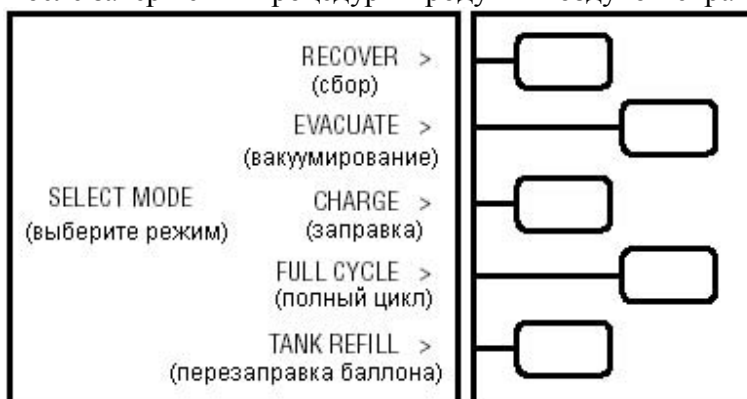 RECOVER >
(сбор)
EVACUATE >
(вакуумирование)
SELECT MODE
(выберите режим)
CHARGE >
(заправка)
FULL CYCLE >
(полный цикл)
TANK REFILL >
(перезаправка баллона)